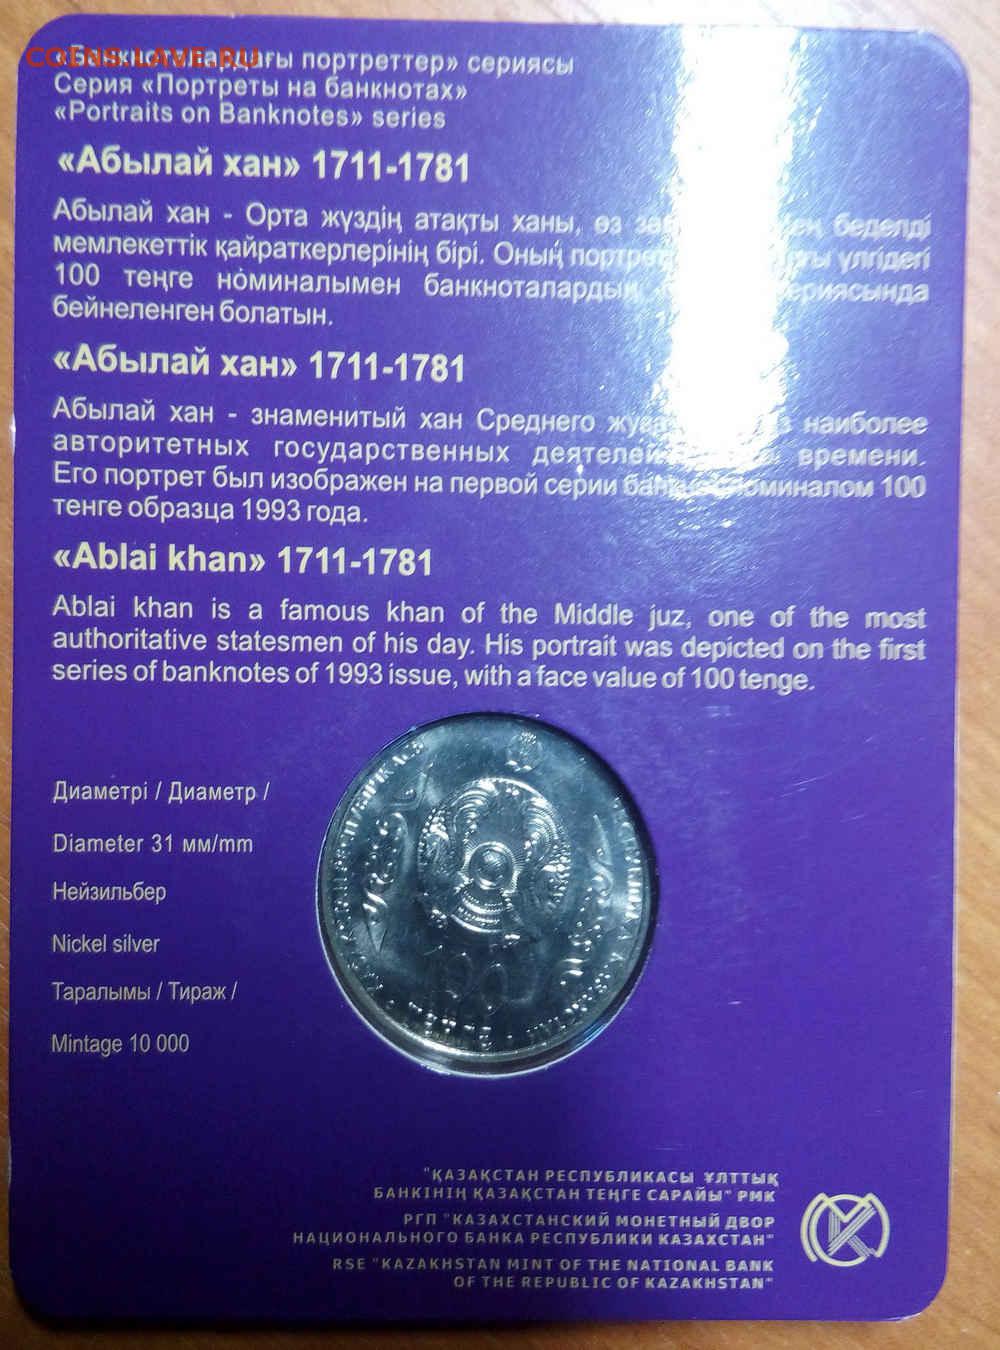 COINS.LAVE.RU
«Банкноталардағы портреттер» сериясы
Серия «Портреты на банкнотах»
«Portraits on Banknotes» series
«Абылай хан» 1711-1781
Абылай хан - Орта жүздің атақты ханы, өз беделді
мемлекеттік қайраткерлерінің бірі. Оның үлгідегі
100 теңге номиналымен банкноталардың
бейнеленген болатын.
«Абылай хан» 1711-1781
Абылай хан - знаменитый хан Среднего наиболее
авторитетных государственных деятелей времени.
Его портрет был изображен на первой серии номиналом 100
тенге образца 1993 года.
«Ablai khan» 1711-1781
Ablai khan is a famous khan of the Middle juz, one of the most
authoritative statesmen of his day. His portrait was depicted on the first
series of banknotes of 1993 issue, with a face value of 100 tenge.
Диаметрі / Диаметр /
Diameter 31 мм/mm
Нейзильбер
Nickel silver
Таралымы / Тираж /
Mintage 10 000
100
"ҚАЗАҚСТАН РЕСПУБЛИКАСЫ ҰЛТТЫҚ
БАНКІНІҢ ҚАЗАҚСТАН ТЕҢГЕ САРАЙЫ" РМК
РГП "КАЗАХСТАНСКИЙ МОНЕТНЫЙ ДВОР
НАЦИОНАЛЬНОГО БАНКА РЕСПУБЛИКИ КАЗАХСТАН"
RSE "KAZAKHSTAN MINT OF THE NATIONAL BANK
OF THE REPUBLIC OF KAZAKHSTAN"